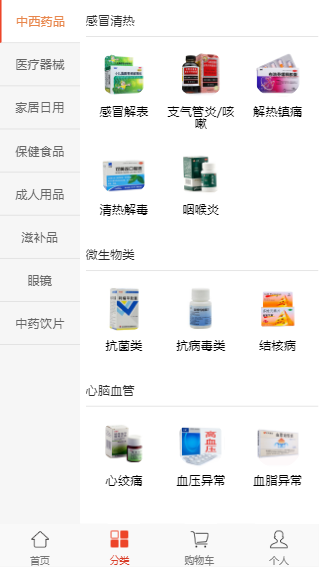 中西药品
医疗器械
家居日用
保健食品
成人用品
滋补品
眼镜
中药饮片
感冒清热
感冒解表
支气管炎/咳
嗽
解热镇痛
清热解毒
咽喉炎
微生物类
抗菌类
抗病毒类
结核病
心脑血管
心绞痛
高血压
血压异常
血脂异常
首页
分类
购物车
个人